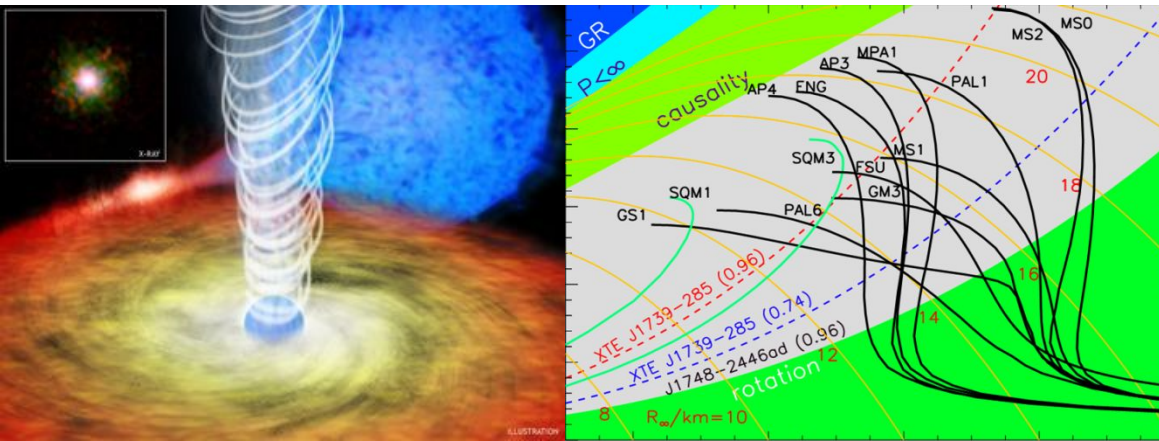 X-RAY
ILLUSTRATION
GR
P<∞
causality
MS2
MS0
MPA1
AP3
PAL1
20
AP4
ENG
SQM3
FSU
MS1
18
SQM1
GM3
GS1
PAL6
16
XTE J1739-285 (0.96)
XTE J1739-285 (0.74)
J1748-2446ad (0.96)
14
12
rotation
8
R∞/km=10